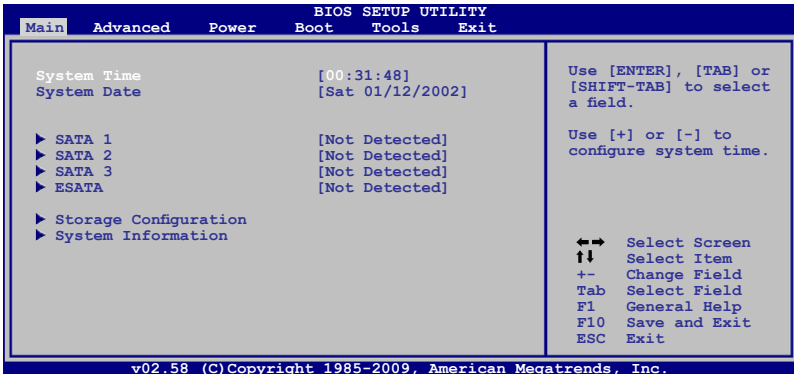 BIOS SETUP UTILITY
Main Advanced Power Boot Tools Exit
System Time [00:31:48]
System Date [Sat 01/12/2002]
SATA 1 [Not Detected]
SATA 2 [Not Detected]
SATA 3 [Not Detected]
ESATA [Not Detected]
Storage Configuration
System Information
Use [ENTER], [TAB] or
[SHIFT-TAB] to select
a field.
Use [+] or [-] to
configure system time.
←→ Select Screen
↑↓ Select Item
+- Change Field
Tab Select Field
F1 General Help
F10 Save and Exit
ESC Exit
v02.58 (C)Copyright 1985-2009, American Megatrends, Inc.